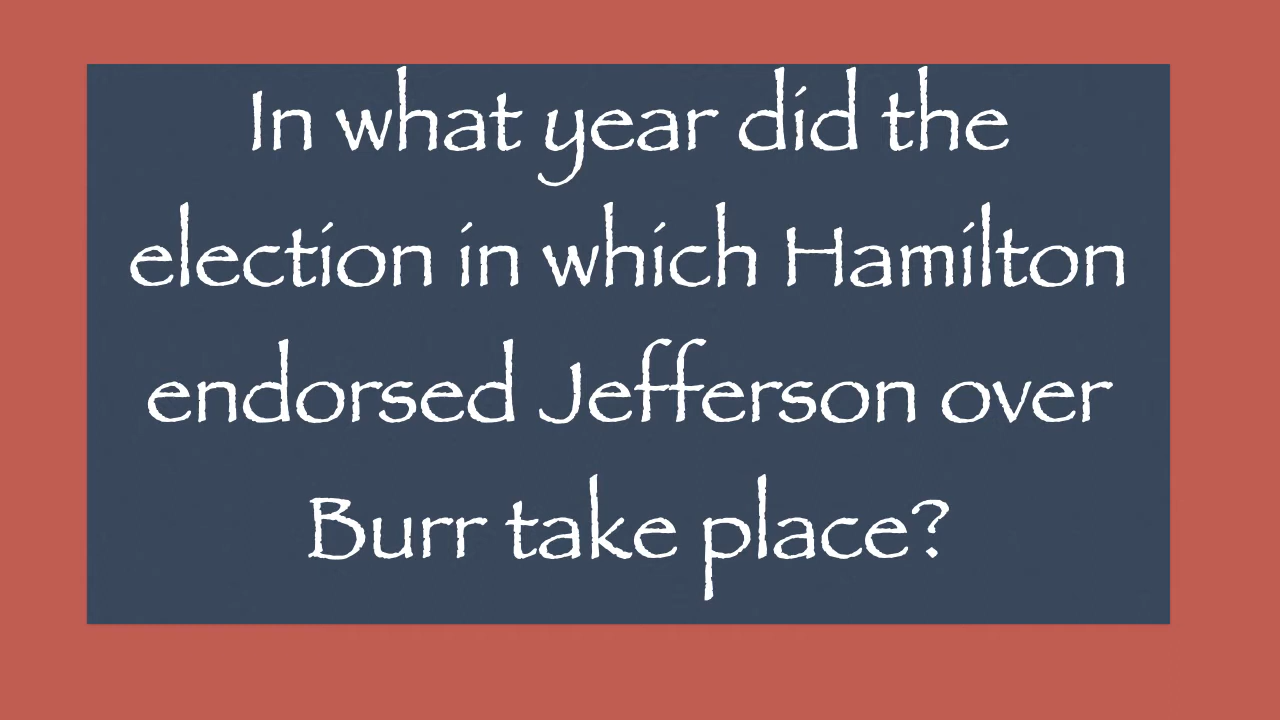 In what year did the
election in which Hamilton
endorsed Jefferson over
Burr take place?